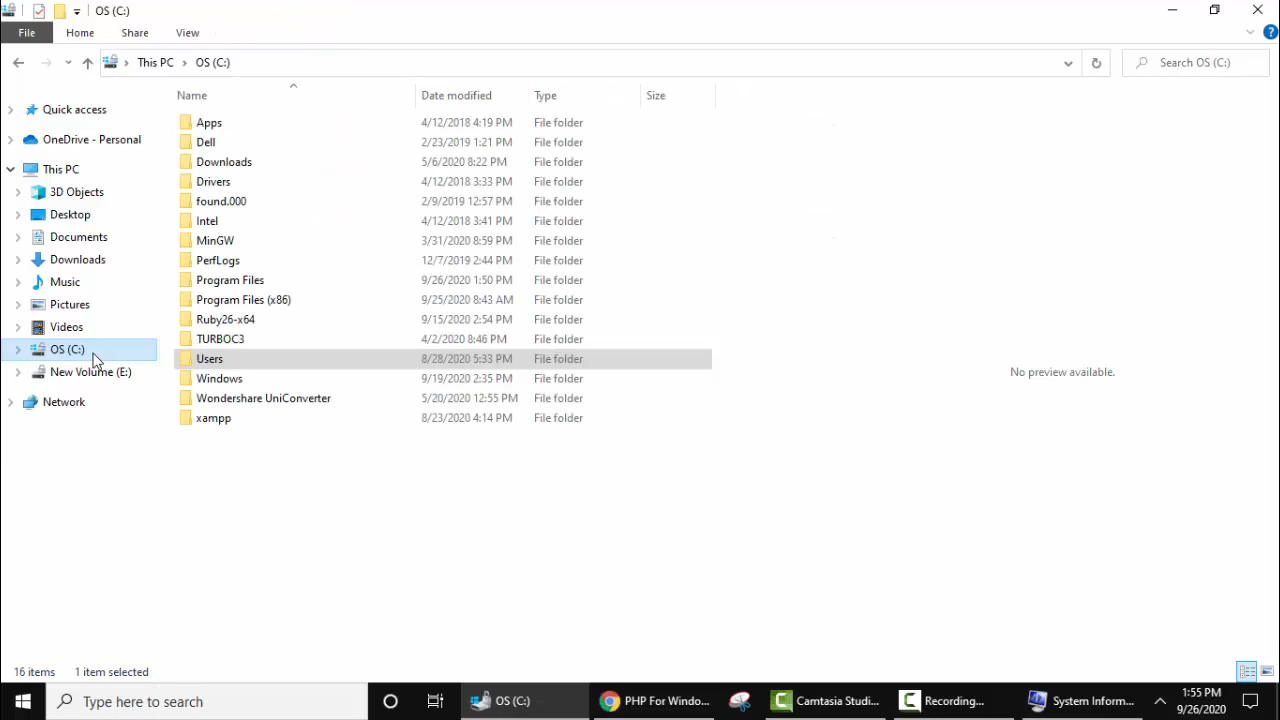 OS (C:)
File Home Share View
This PC OS (C:)
Search OS (C:)
Name Date modified Type Size
Quick access
OneDrive - Personal
This PC
3D Objects
Desktop
Documents
Downloads
Music
Pictures
Videos
OS (C:)
New Volume (E:)
Network
Apps 4/12/2018 4:19 PM File folder
Dell 2/23/2019 1:21 PM File folder
Downloads 5/6/2020 8:22 PM File folder
Drivers 4/12/2018 3:33 PM File folder
found.000 2/9/2019 12:57 PM File folder
Intel 4/12/2018 3:41 PM File folder
MinGW 3/31/2020 8:59 PM File folder
PerfLogs 12/7/2019 2:44 PM File folder
Program Files 9/26/2020 1:50 PM File folder
Program Files (x86) 9/25/2020 8:43 AM File folder
Ruby26-x64 9/15/2020 2:54 PM File folder
TURBOC3 4/2/2020 8:46 PM File folder
Users 8/28/2020 5:33 PM File folder
Windows 9/19/2020 2:35 PM File folder
Wondershare UniConverter 5/20/2020 12:55 PM File folder
xampp 8/23/2020 4:14 PM File folder
No preview available.
16 items 1 item selected
Type here to search
OS (C:)
PHP For Windo...
Camtasia Studi...
Recording...
System Inform...
1:55 PM
9/26/2020